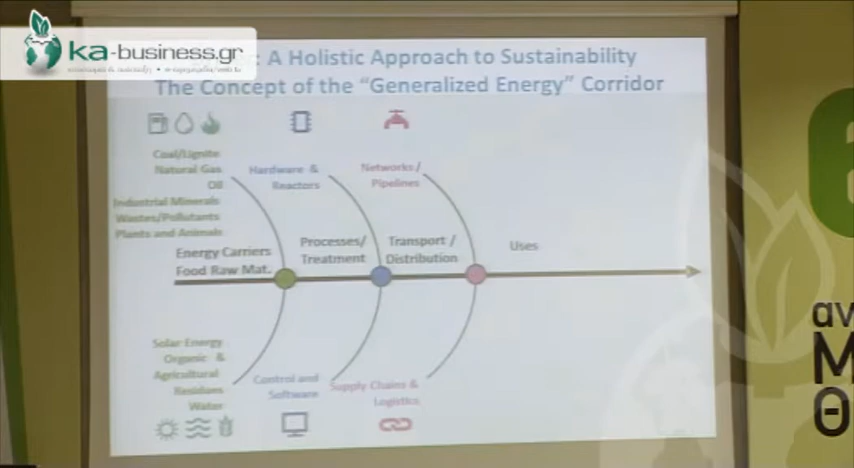 ka-business.gr
: A Holistic Approach to Sustainability
The Concept of the “Generalized Energy” Corridor
Coal/Lignite
Natural Gas
Oil
Industrial Minerals
Wastes/Pollutants
Plants and Animals
Hardware &
Reactors
Networks/
Pipelines
Energy Carriers
Food Raw Mat.
Processes/
Treatment
Transport /
Distribution
Uses
Solar Energy
Organic &
Agricultural
Residues
Water
Control and
Software
Supply Chains &
Logistics
6
αν
Μ
Θ